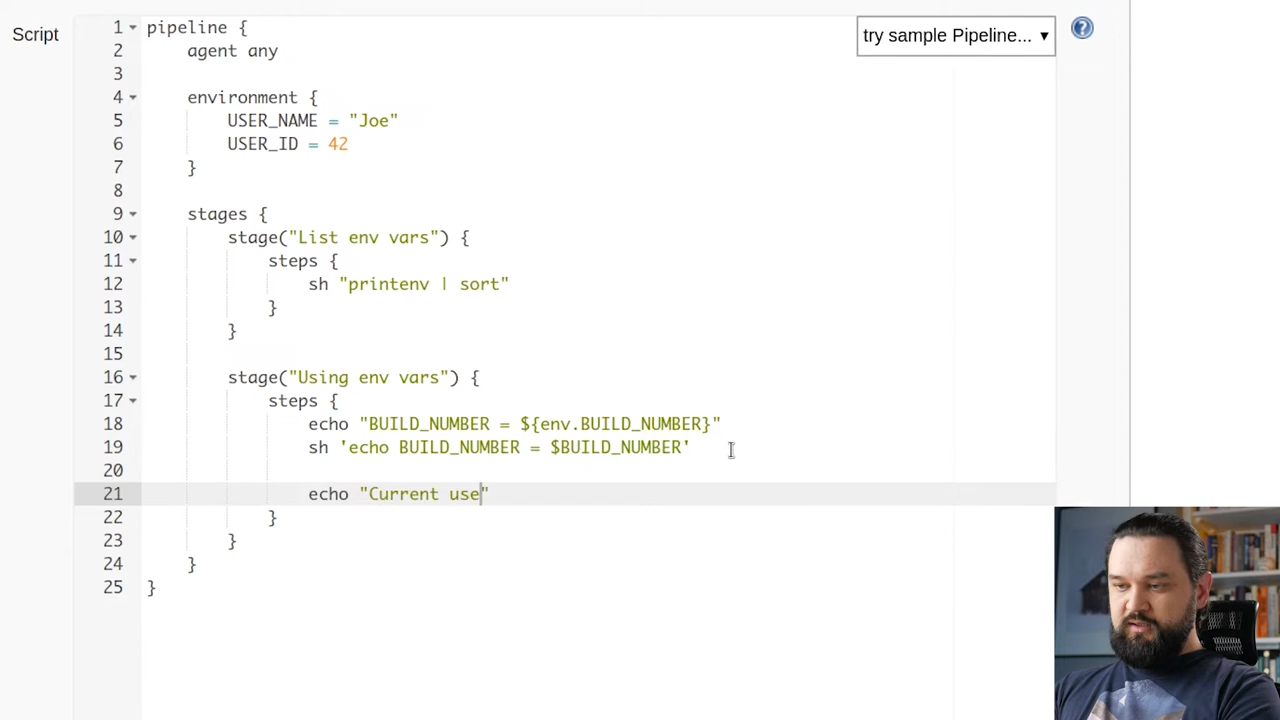 Script
try sample Pipeline... ▾
1 pipeline {
2 agent any
3
4 environment {
5 USER_NAME = "Joe"
6 USER_ID = 42
7 }
8
9 stages {
10 stage("List env vars") {
11 steps {
12 sh "printenv | sort"
13 }
14 }
15
16 stage("Using env vars") {
17 steps {
18 echo "BUILD_NUMBER = ${env.BUILD_NUMBER}"
19 sh 'echo BUILD_NUMBER = $BUILD_NUMBER'
20
21 echo "Current use"
22 }
23 }
24 }
25 }